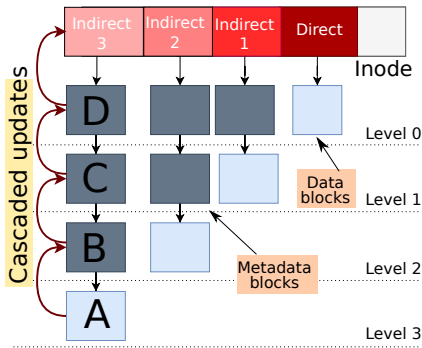 Indirect
3
Indirect
2
Indirect
1
Direct
Inode
Cascaded updates
D
Level 0
C
Data
blocks
Level 1
B
Metadata
blocks
Level 2
A
Level 3